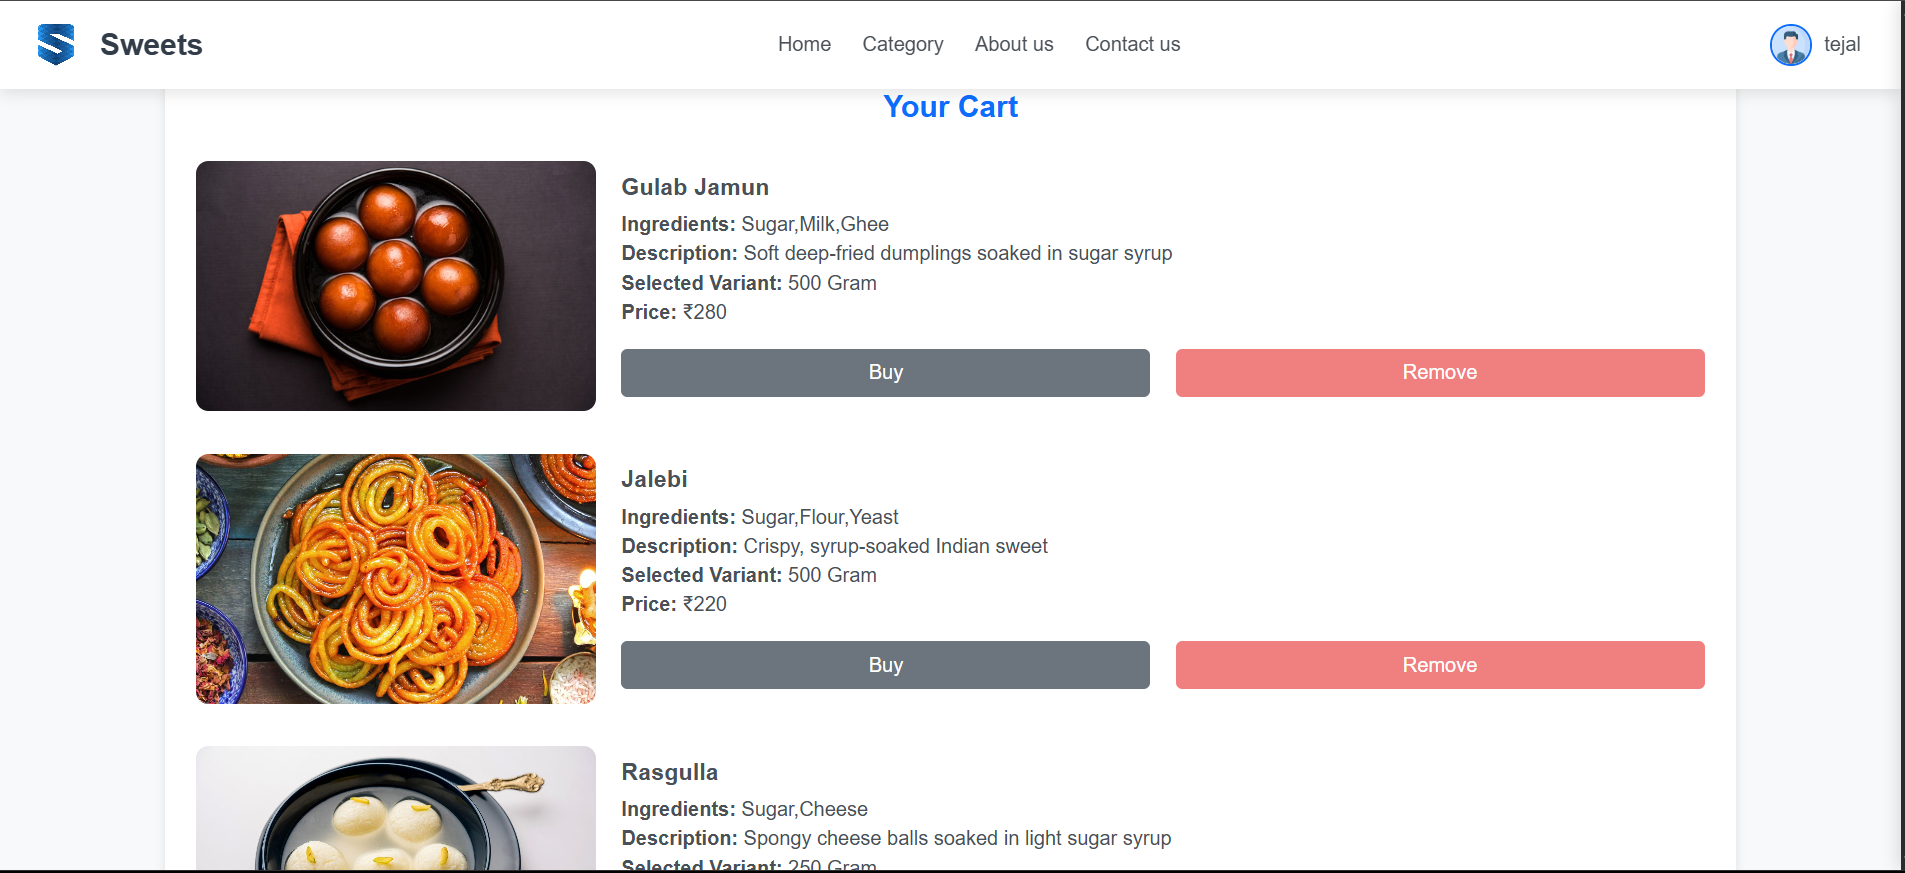 Sweets
Home
Category
About us
Contact us
tejal
Your Cart
Gulab Jamun
Ingredients: Sugar,Milk,Ghee
Description: Soft deep-fried dumplings soaked in sugar syrup
Selected Variant: 500 Gram
Price: ₹280
Buy
Remove
Jalebi
Ingredients: Sugar,Flour,Yeast
Description: Crispy, syrup-soaked Indian sweet
Selected Variant: 500 Gram
Price: ₹220
Buy
Remove
Rasgulla
Ingredients: Sugar,Cheese
Description: Spongy cheese balls soaked in light sugar syrup
Selected Variant: 250 Gram